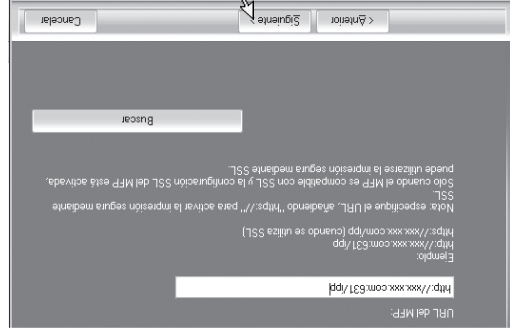 URL del MFP:
http://xxx.xxx.com:631/ipp
Ejemplo:
http://xxx.xxx.com:631/ipp
https://xxx.xxx.com/ipp (cuando se utiliza SSL)
Nota: especifique el URL, añadiendo "https://" para activar la impresión segura mediante
SSL.
Solo cuando el MFP es compatible con SSL y la configuración SSL del MFP está activada,
puede utilizarse la impresión segura mediante SSL.
Buscar
< Anterior
Siguiente >
Cancelar